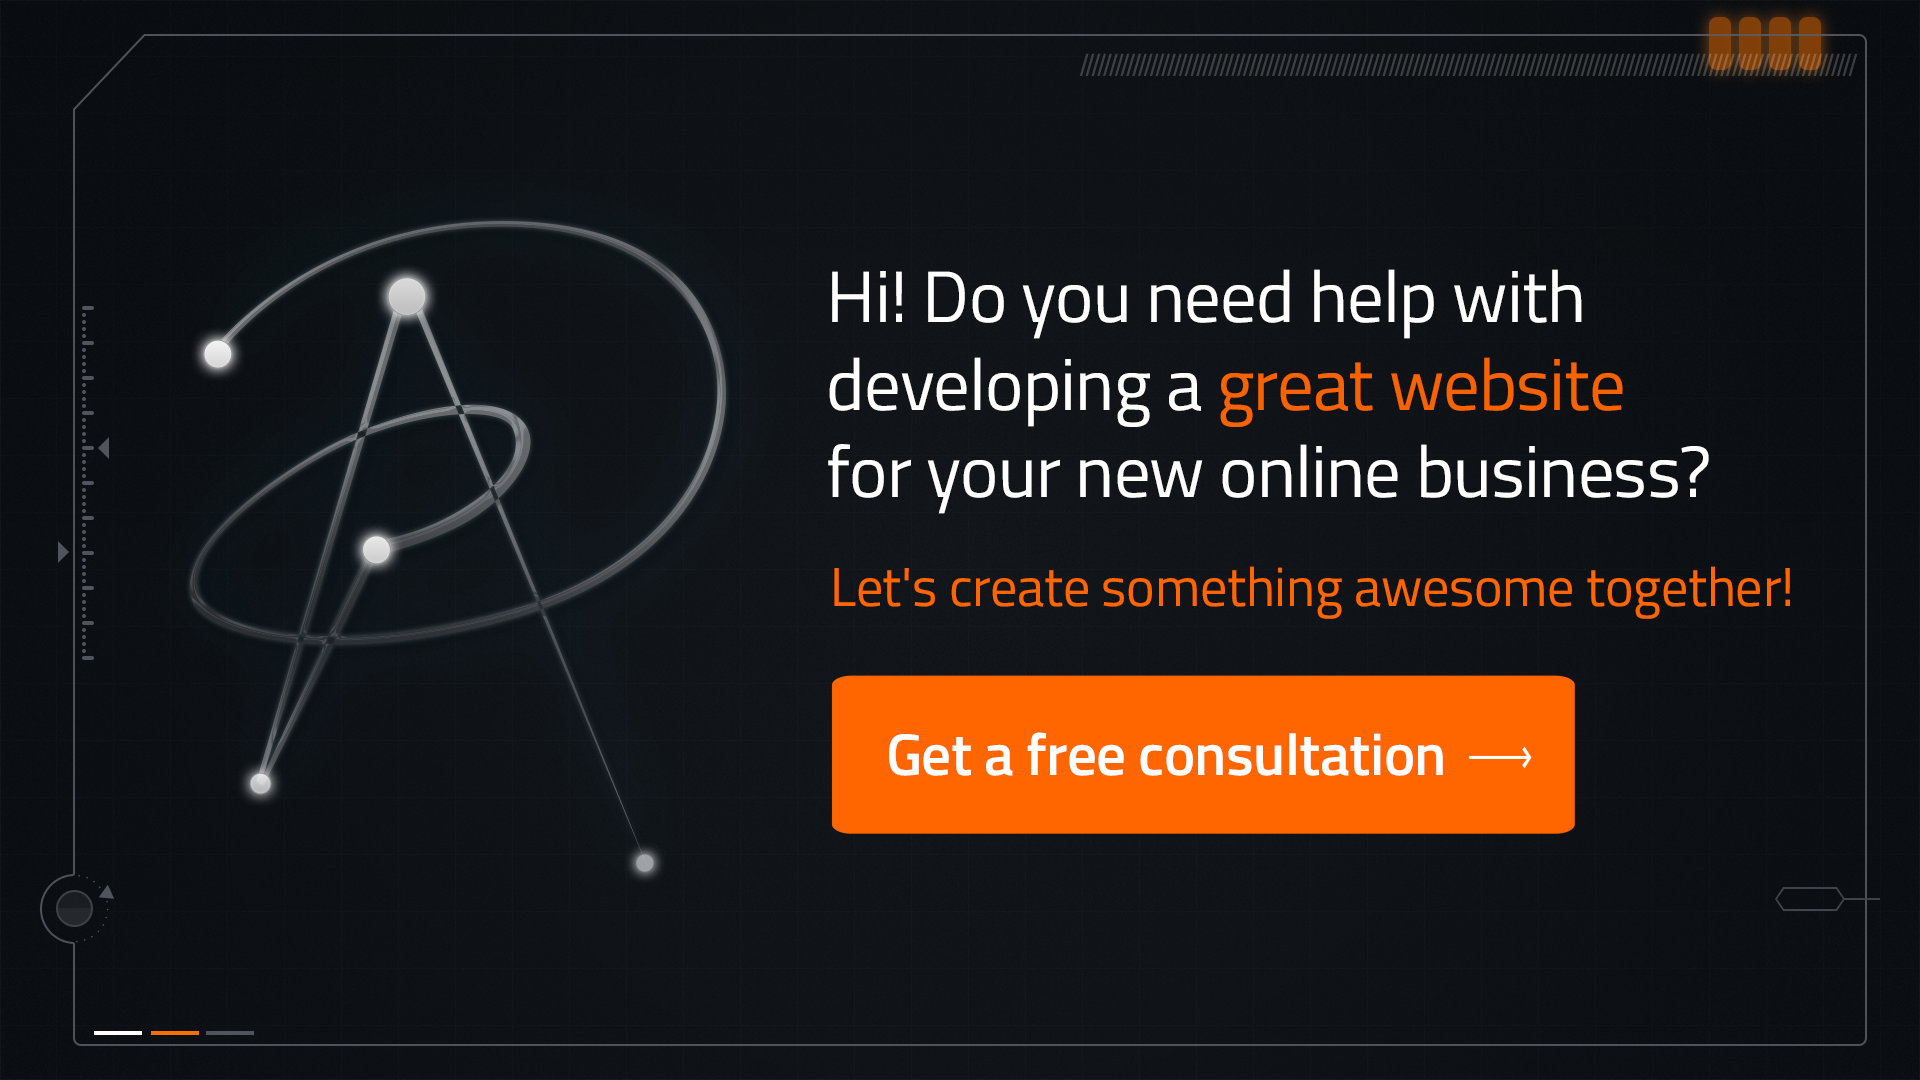 Hi! Do you need help with
developing a great website
for your new online business?
Let's create something awesome together!
Get a free consultation